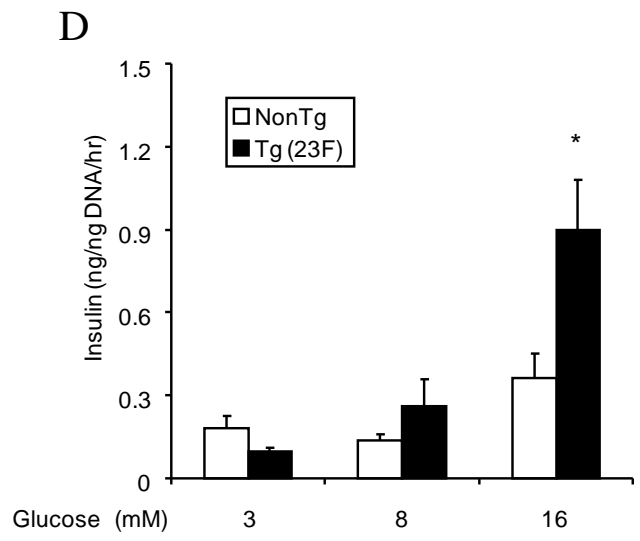 D
1.5
NonTg
Tg (23F)
*
1.2
0.9
0.6
0.3
0
Insulin (ng/ng DNA/hr)
Glucose (mM) 3 8 16